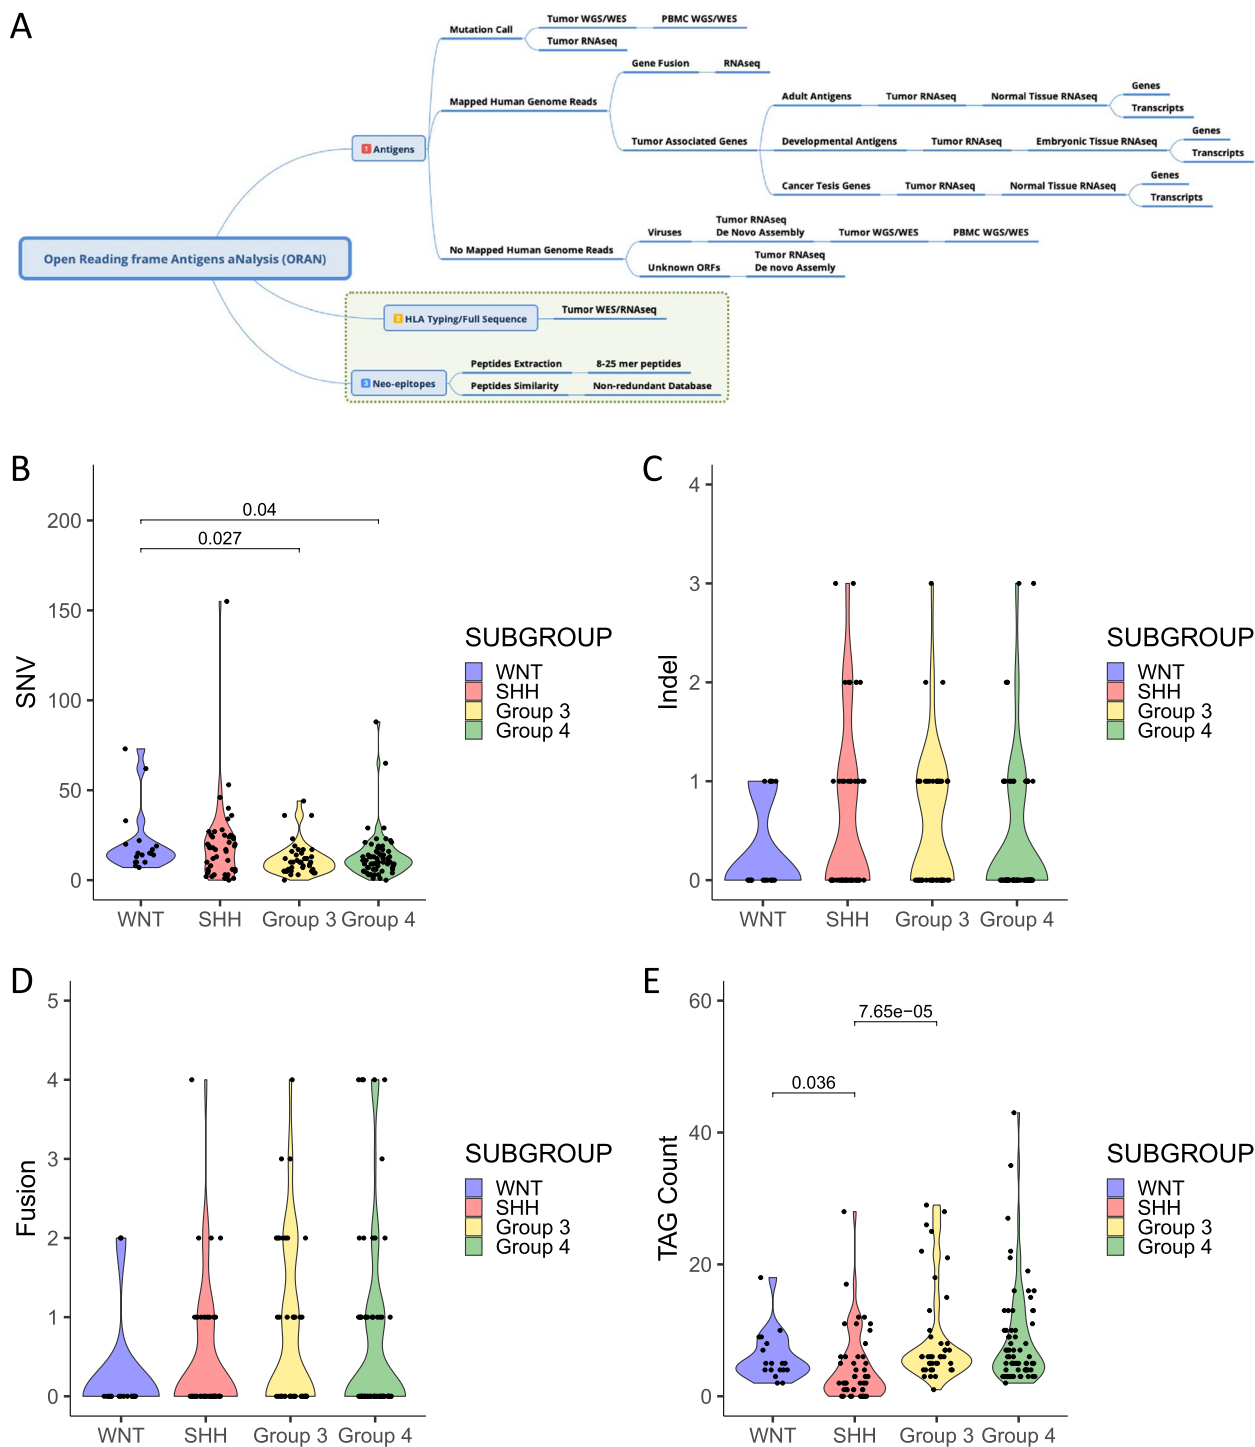 A
Open Reading frame Antigens aNalysis (ORAN)
1 Antigens
Mutation Call
Tumor WGS/WES
PBMC WGS/WES
Tumor RNAseq
Mapped Human Genome Reads
Gene Fusion
RNAseq
Tumor Associated Genes
Adult Antigens
Tumor RNAseq
Normal Tissue RNAseq
Genes
Transcripts
Developmental Antigens
Tumor RNAseq
Embryonic Tissue RNAseq
Genes
Transcripts
Cancer Tesis Genes
Tumor RNAseq
Normal Tissue RNAseq
Genes
Transcripts
No Mapped Human Genome Reads
Viruses
Tumor RNAseq
De Novo Assembly
Tumor WGS/WES
PBMC WGS/WES
Unknown ORFs
Tumor RNAseq
De novo Assemly
2 HLA Typing/Full Sequence
Tumor WES/RNAseq
3 Neo-epitopes
Peptides Extraction
8-25 mer peptides
Peptides Similarity
Non-redundant Database
B
SNV
200
150
100
50
0
0.04
0.027
WNT
SHH
Group 3
Group 4
SUBGROUP
WNT
SHH
Group 3
Group 4
C
Indel
4
3
2
1
0
WNT
SHH
Group 3
Group 4
SUBGROUP
WNT
SHH
Group 3
Group 4
D
Fusion
5
4
3
2
1
0
WNT
SHH
Group 3
Group 4
SUBGROUP
WNT
SHH
Group 3
Group 4
E
TAG Count
60
40
20
0
7.65e−05
0.036
WNT
SHH
Group 3
Group 4
SUBGROUP
WNT
SHH
Group 3
Group 4